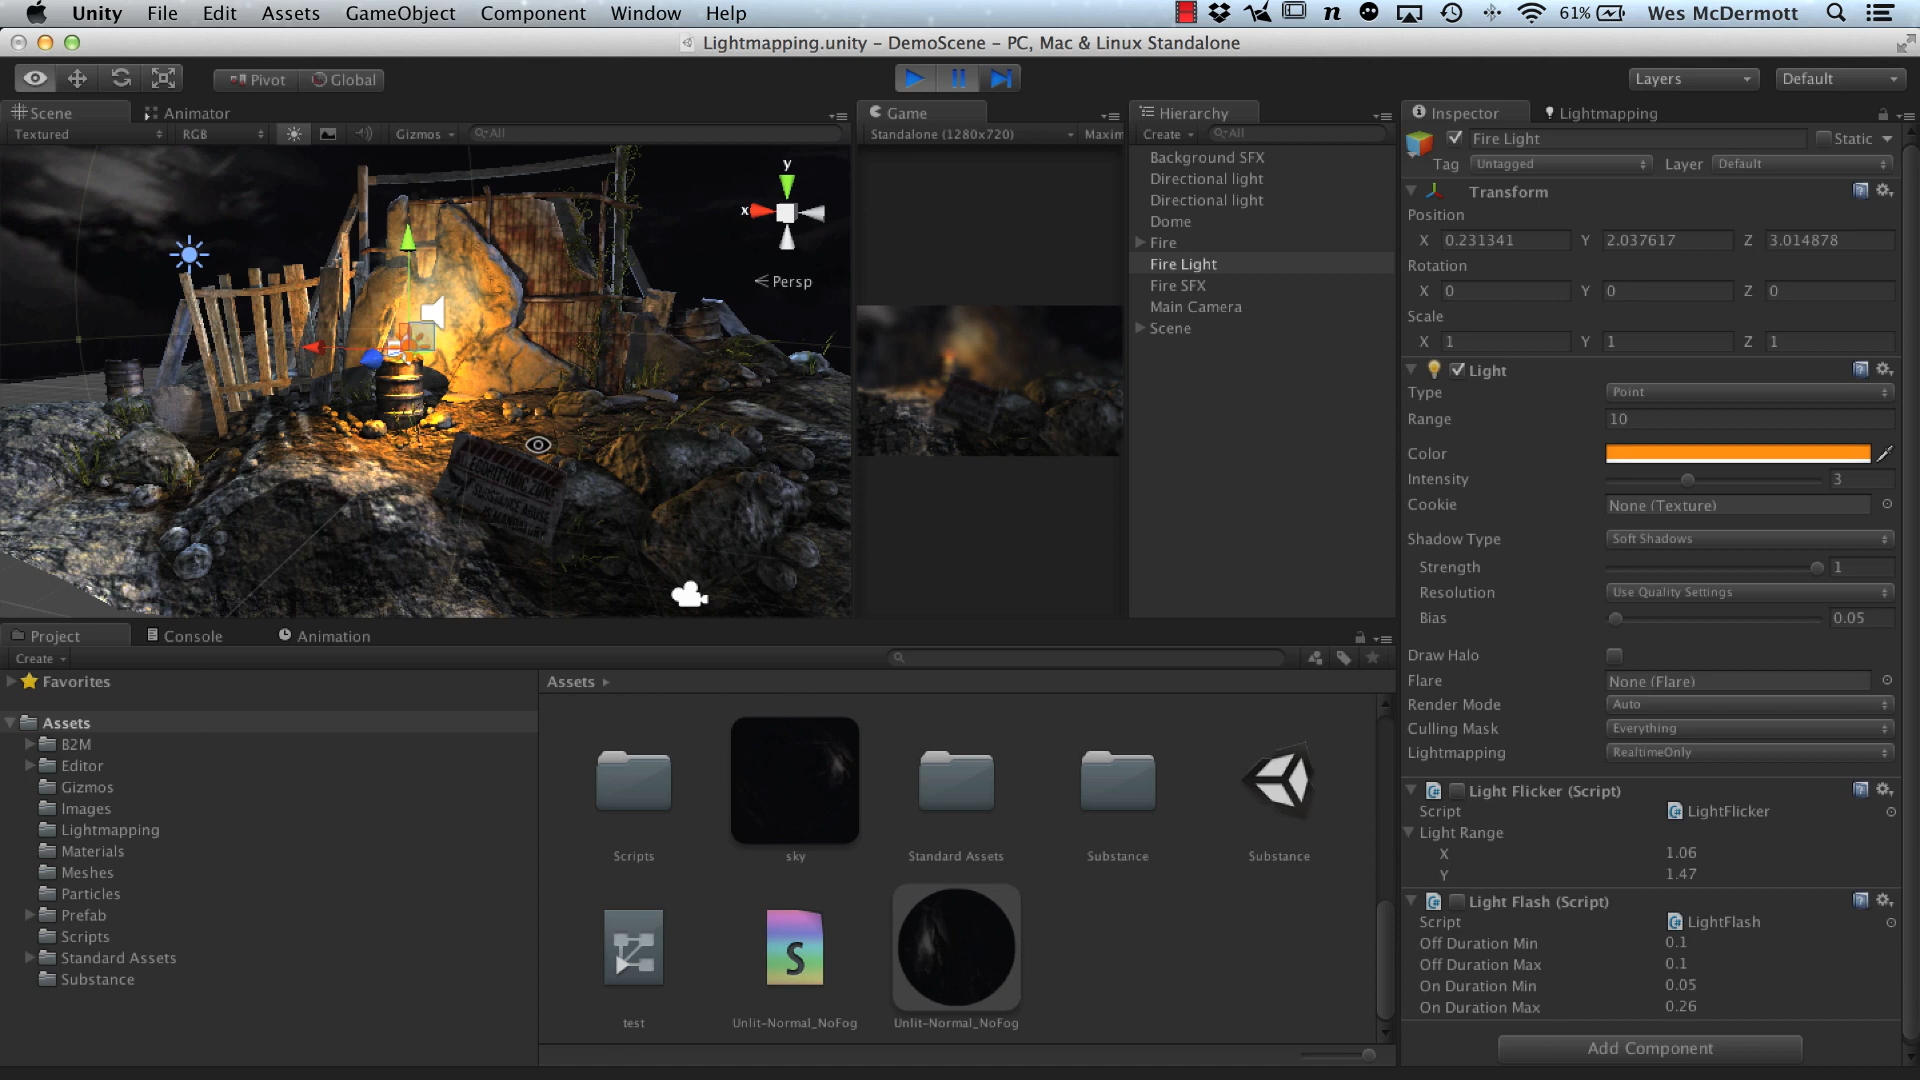 Unity File Edit Assets GameObject Component Window Help 61% Wes McDermott
Lightmapping.unity – DemoScene – PC, Mac & Linux Standalone
Pivot Global Layers Default
Scene Animator
Textured RGB Gizmos All
y
x
Persp
Game
Standalone (1280x720) Maxim
Hierarchy
Create All
Background SFX
Directional light
Directional light
Dome
Fire
Fire Light
Fire SFX
Main Camera
Scene
Inspector Lightmapping
Fire Light Static
Tag Untagged Layer Default
Transform
Position
X 0.231341 Y 2.037617 Z 3.014878
Rotation
X 0 Y 0 Z 0
Scale
X 1 Y 1 Z 1
Light
Type Point
Range 10
Color
Intensity 3
Cookie None (Texture)
Shadow Type Soft Shadows
Strength 1
Resolution Use Quality Settings
Bias 0.05
Draw Halo
Flare None (Flare)
Render Mode Auto
Culling Mask Everything
Lightmapping RealtimeOnly
Light Flicker (Script)
Script LightFlicker
Light Range
X 1.06
Y 1.47
Light Flash (Script)
Script LightFlash
Off Duration Min 0.1
Off Duration Max 0.1
On Duration Min 0.05
On Duration Max 0.26
Add Component
Project Console Animation
Create
Favorites
Assets
B2M
Editor
Gizmos
Images
Lightmapping
Materials
Meshes
Particles
Prefab
Scripts
Standard Assets
Substance
Assets
Scripts sky Standard Assets Substance Substance
S
test Unlit-Normal_NoFog Unlit-Normal_NoFog